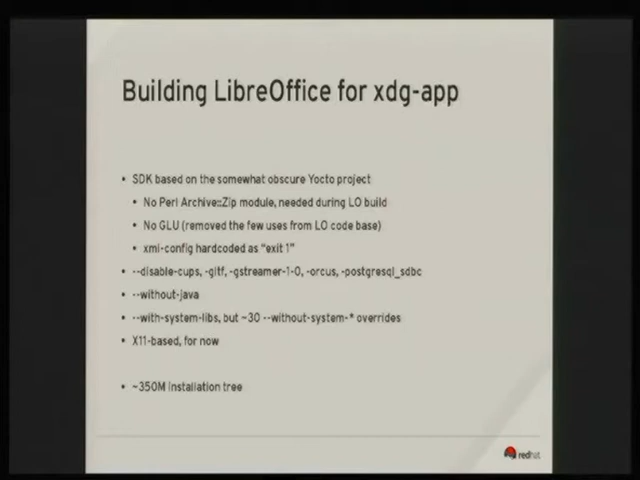 Building LibreOffice for xdg-app
• SDK based on the somewhat obscure Yocto project
• No Perl Archive::Zip module, needed during LO build
• No GLU (removed the few uses from LO code base)
• xml-config hardcoded as "exit 1"
• --disable-cups, -gltf, -gstreamer-1-0, -orcus, -postgresql_sdbc
• --without-java
• --with-system-libs, but ~30 --without-system-* overrides
• X11-based, for now
• ~350M installation tree
redhat